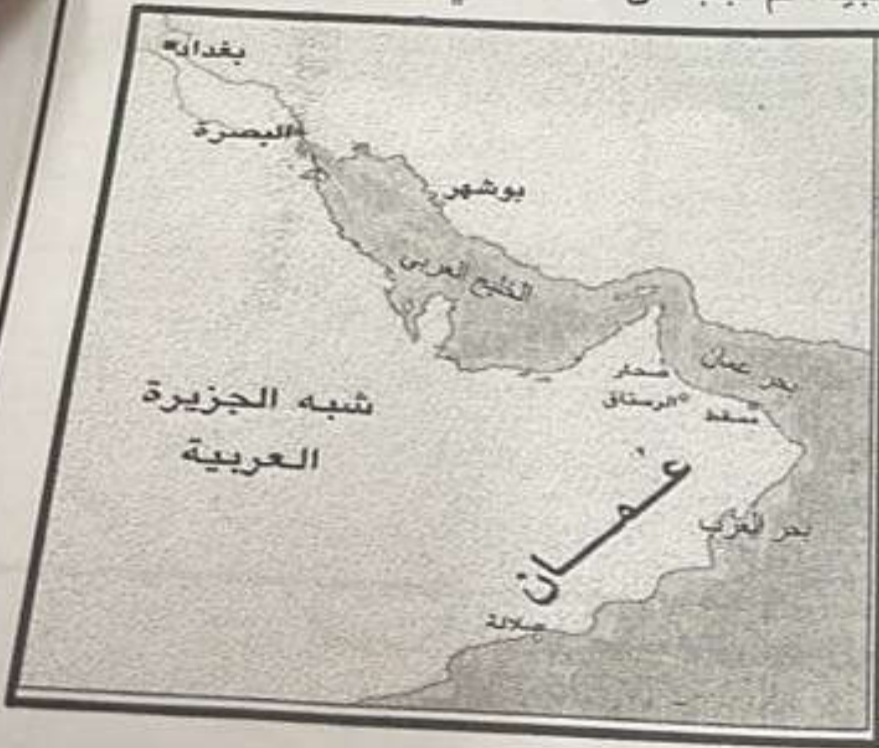 بغداد
البصرة
بوشهر
الخليج العربي
بحر عمان
صحار
الرستاق
مسقط
شبه الجزيرة
العربية
عُمان
بحر العرب
صلالة